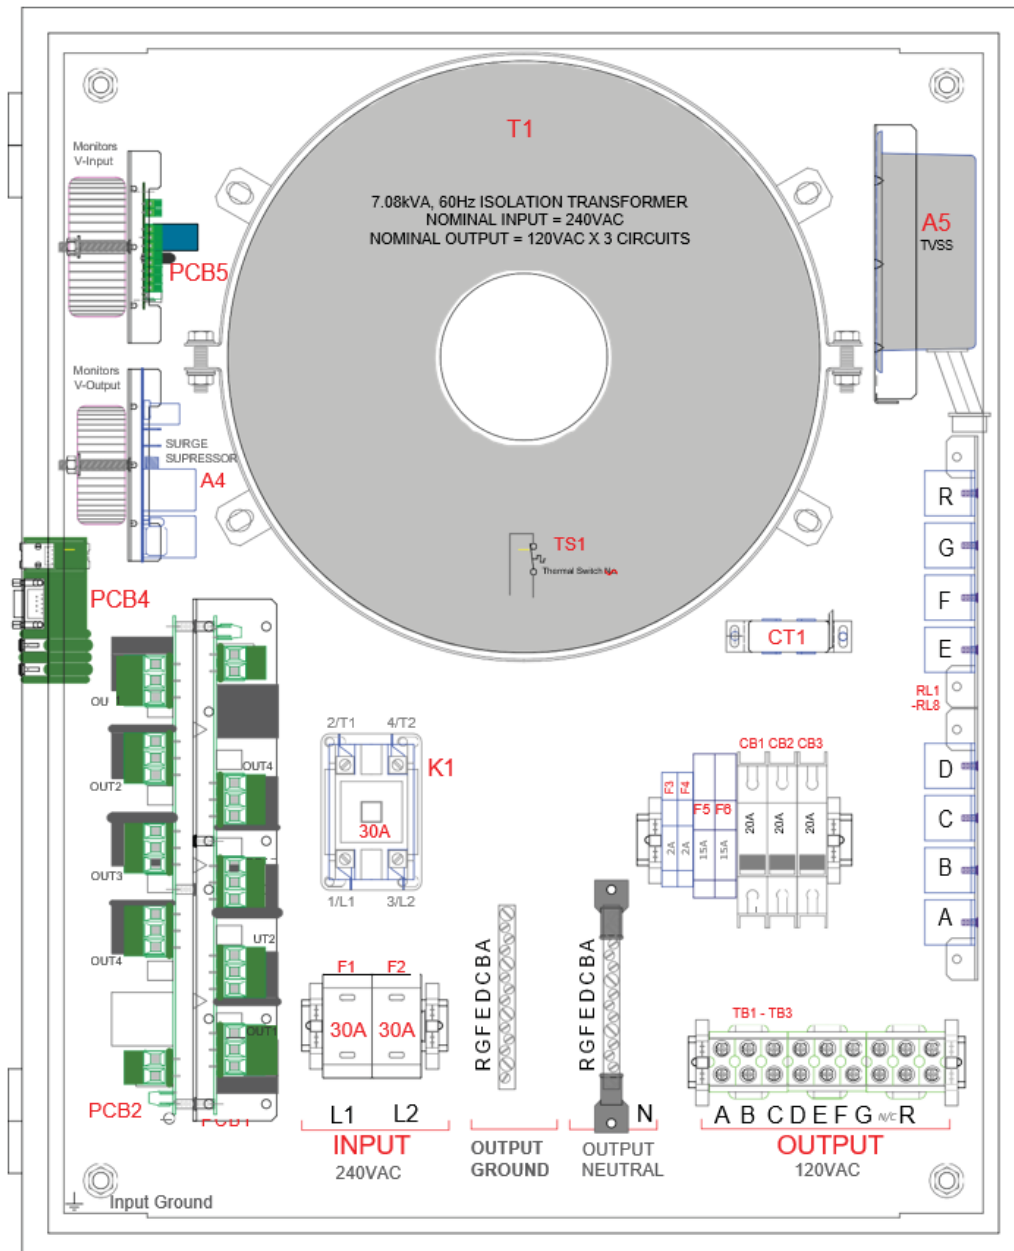 T1
7.08kVA, 60Hz ISOLATION TRANSFORMER
NOMINAL INPUT = 240VAC
NOMINAL OUTPUT = 120VAC X 3 CIRCUITS
Monitors
V-Input
PCB5
A5
TVSS
Monitors
V-Output
SURGE
SUPRESSOR
A4
TS1
Thermal Switch
PCB4
CT1
R
G
F
E
RL1
-RL8
D
C
B
A
OUT2
OUT3
OUT4
OUT4
UT2
OUT1
PCB2
PCB1
2/T1 4/T2
K1
30A
1/L1 3/L2
F1 F2
30A 30A
L1 L2
INPUT
240VAC
RGFEDCBA
OUTPUT
GROUND
RGFEDCBA
N
OUTPUT
NEUTRAL
CB1 CB2 CB3
F3 F4 F5 F6
2A 2A 15A 15A 20A 20A 20A
TB1 - TB3
A B C D E F G N/C R
OUTPUT
120VAC
Input Ground